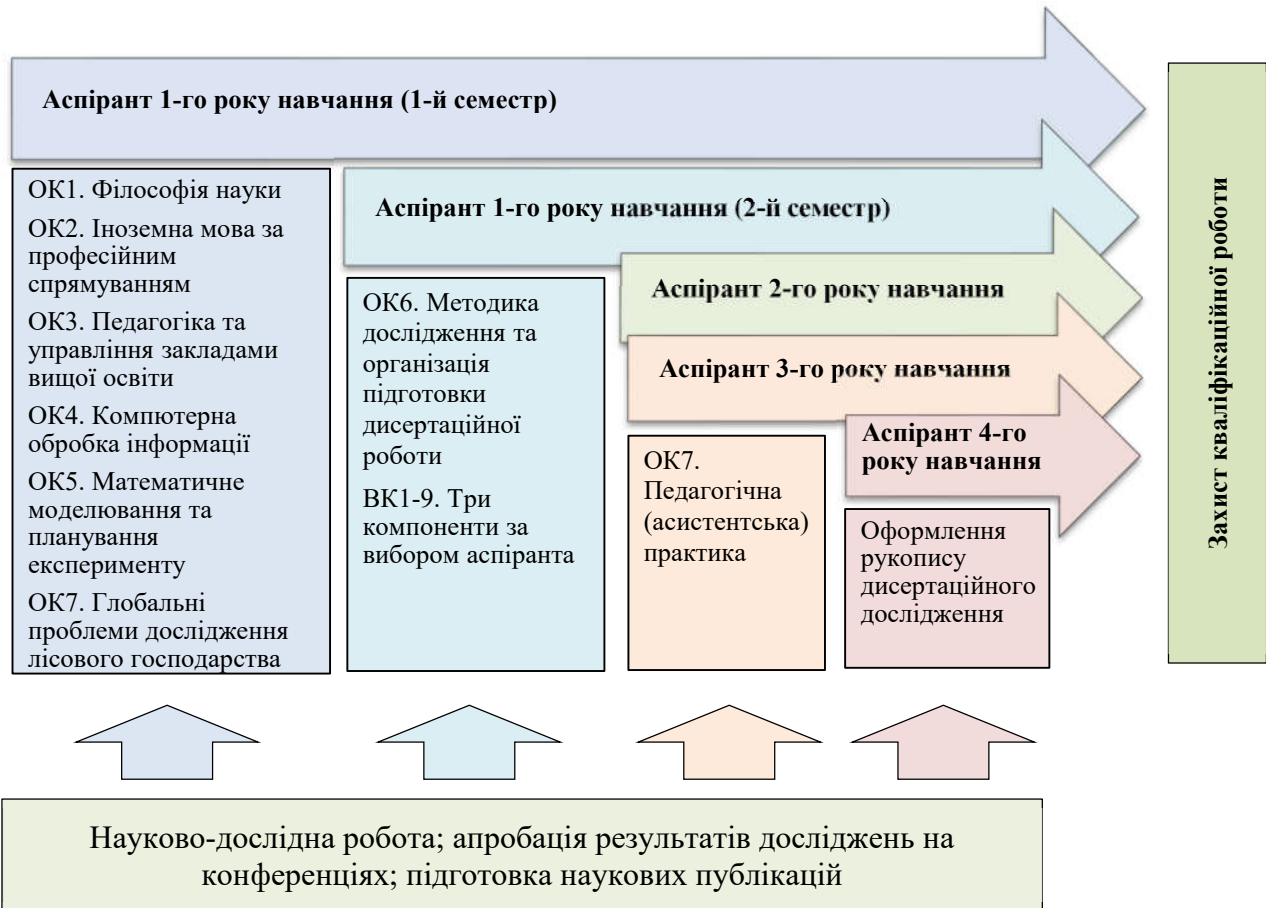 Аспірант 1-го року навчання (1-й семестр)
ОК1. Філософія науки
ОК2. Іноземна мова за
професійним
спрямуванням
ОК3. Педагогіка та
управління закладами
вищої освіти
ОК4. Компютерна
обробка інформації
ОК5. Математичне
моделювання та
планування
експерименту
ОК7. Глобальні
проблеми дослідження
лісового господарства
Аспірант 1-го року навчання (2-й семестр)
ОК6. Методика
дослідження та
організація
підготовки
дисертаційної
роботи
ВК1-9. Три
компоненти за
вибором аспіранта
Аспірант 2-го року навчання
Аспірант 3-го року навчання
ОК7.
Педагогічна
(асистентська)
практика
Аспірант 4-го
року навчання
Оформлення
рукопису
дисертаційного
дослідження
Захист кваліфікаційної роботи
Науково-дослідна робота; апробація результатів досліджень на
конференціях; підготовка наукових публікацій